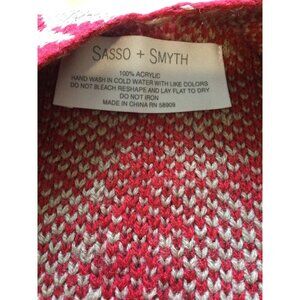 SASSO + SMYTH
100% ACRYLIC
HAND WASH IN COLD WATER WITH LIKE COLORS
DO NOT BLEACH RESHAPE AND LAY FLAT TO DRY
DO NOT IRON
MADE IN CHINA RN 58909